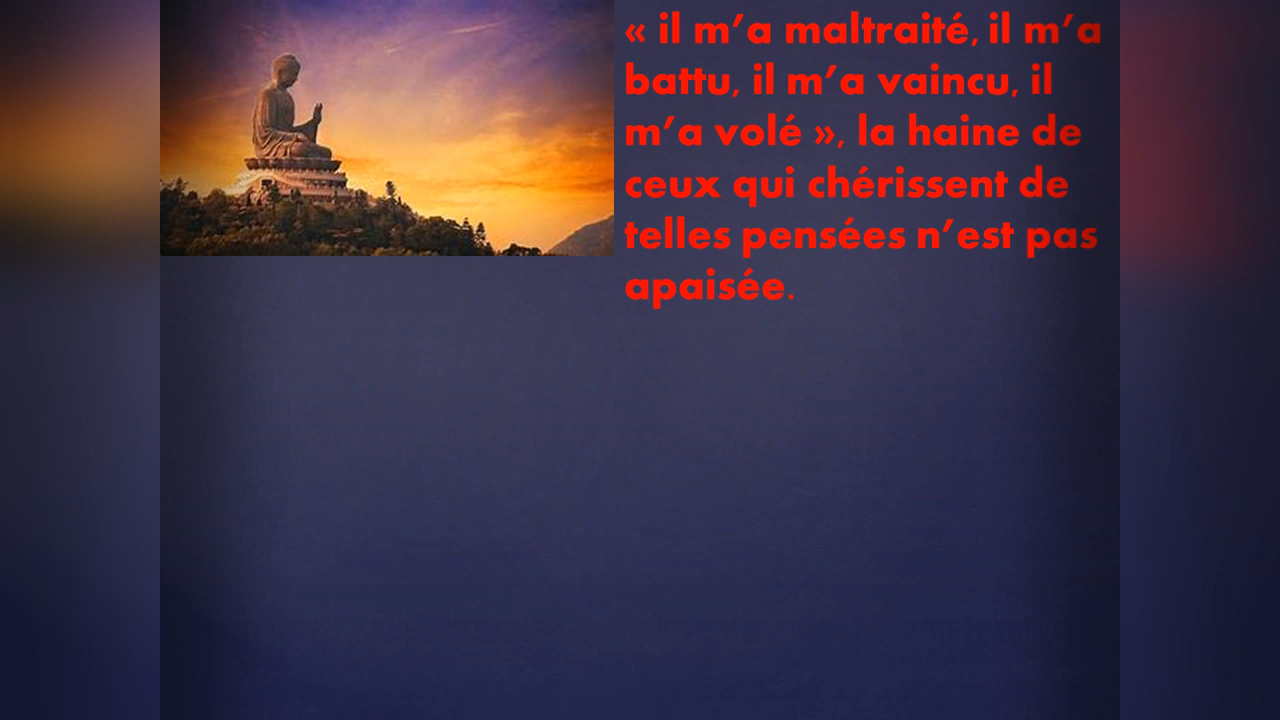 « il m’a maltraité, il m’a
battu, il m’a vaincu, il
m’a volé », la haine de
ceux qui chérissent de
telles pensées n’est pas
apaisée.